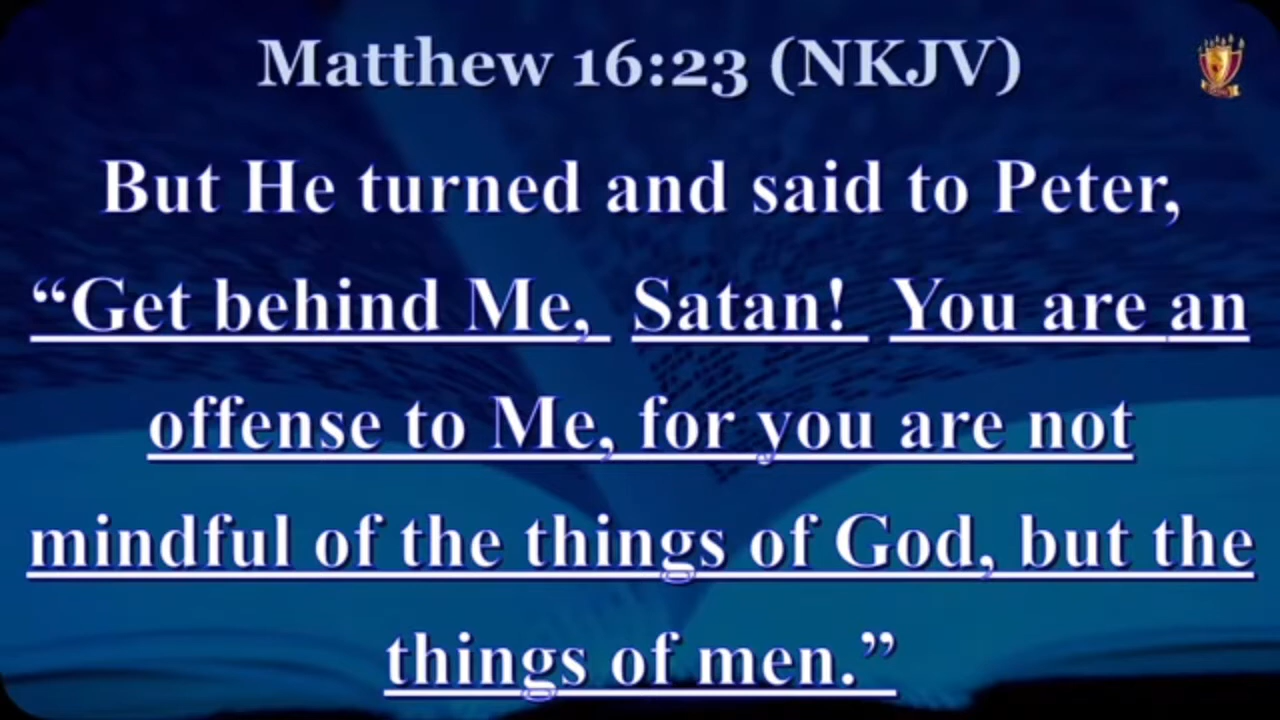 Matthew 16:23 (NKJV)
But He turned and said to Peter,
“Get behind Me, Satan! You are an
offense to Me, for you are not
mindful of the things of God, but the
things of men.”